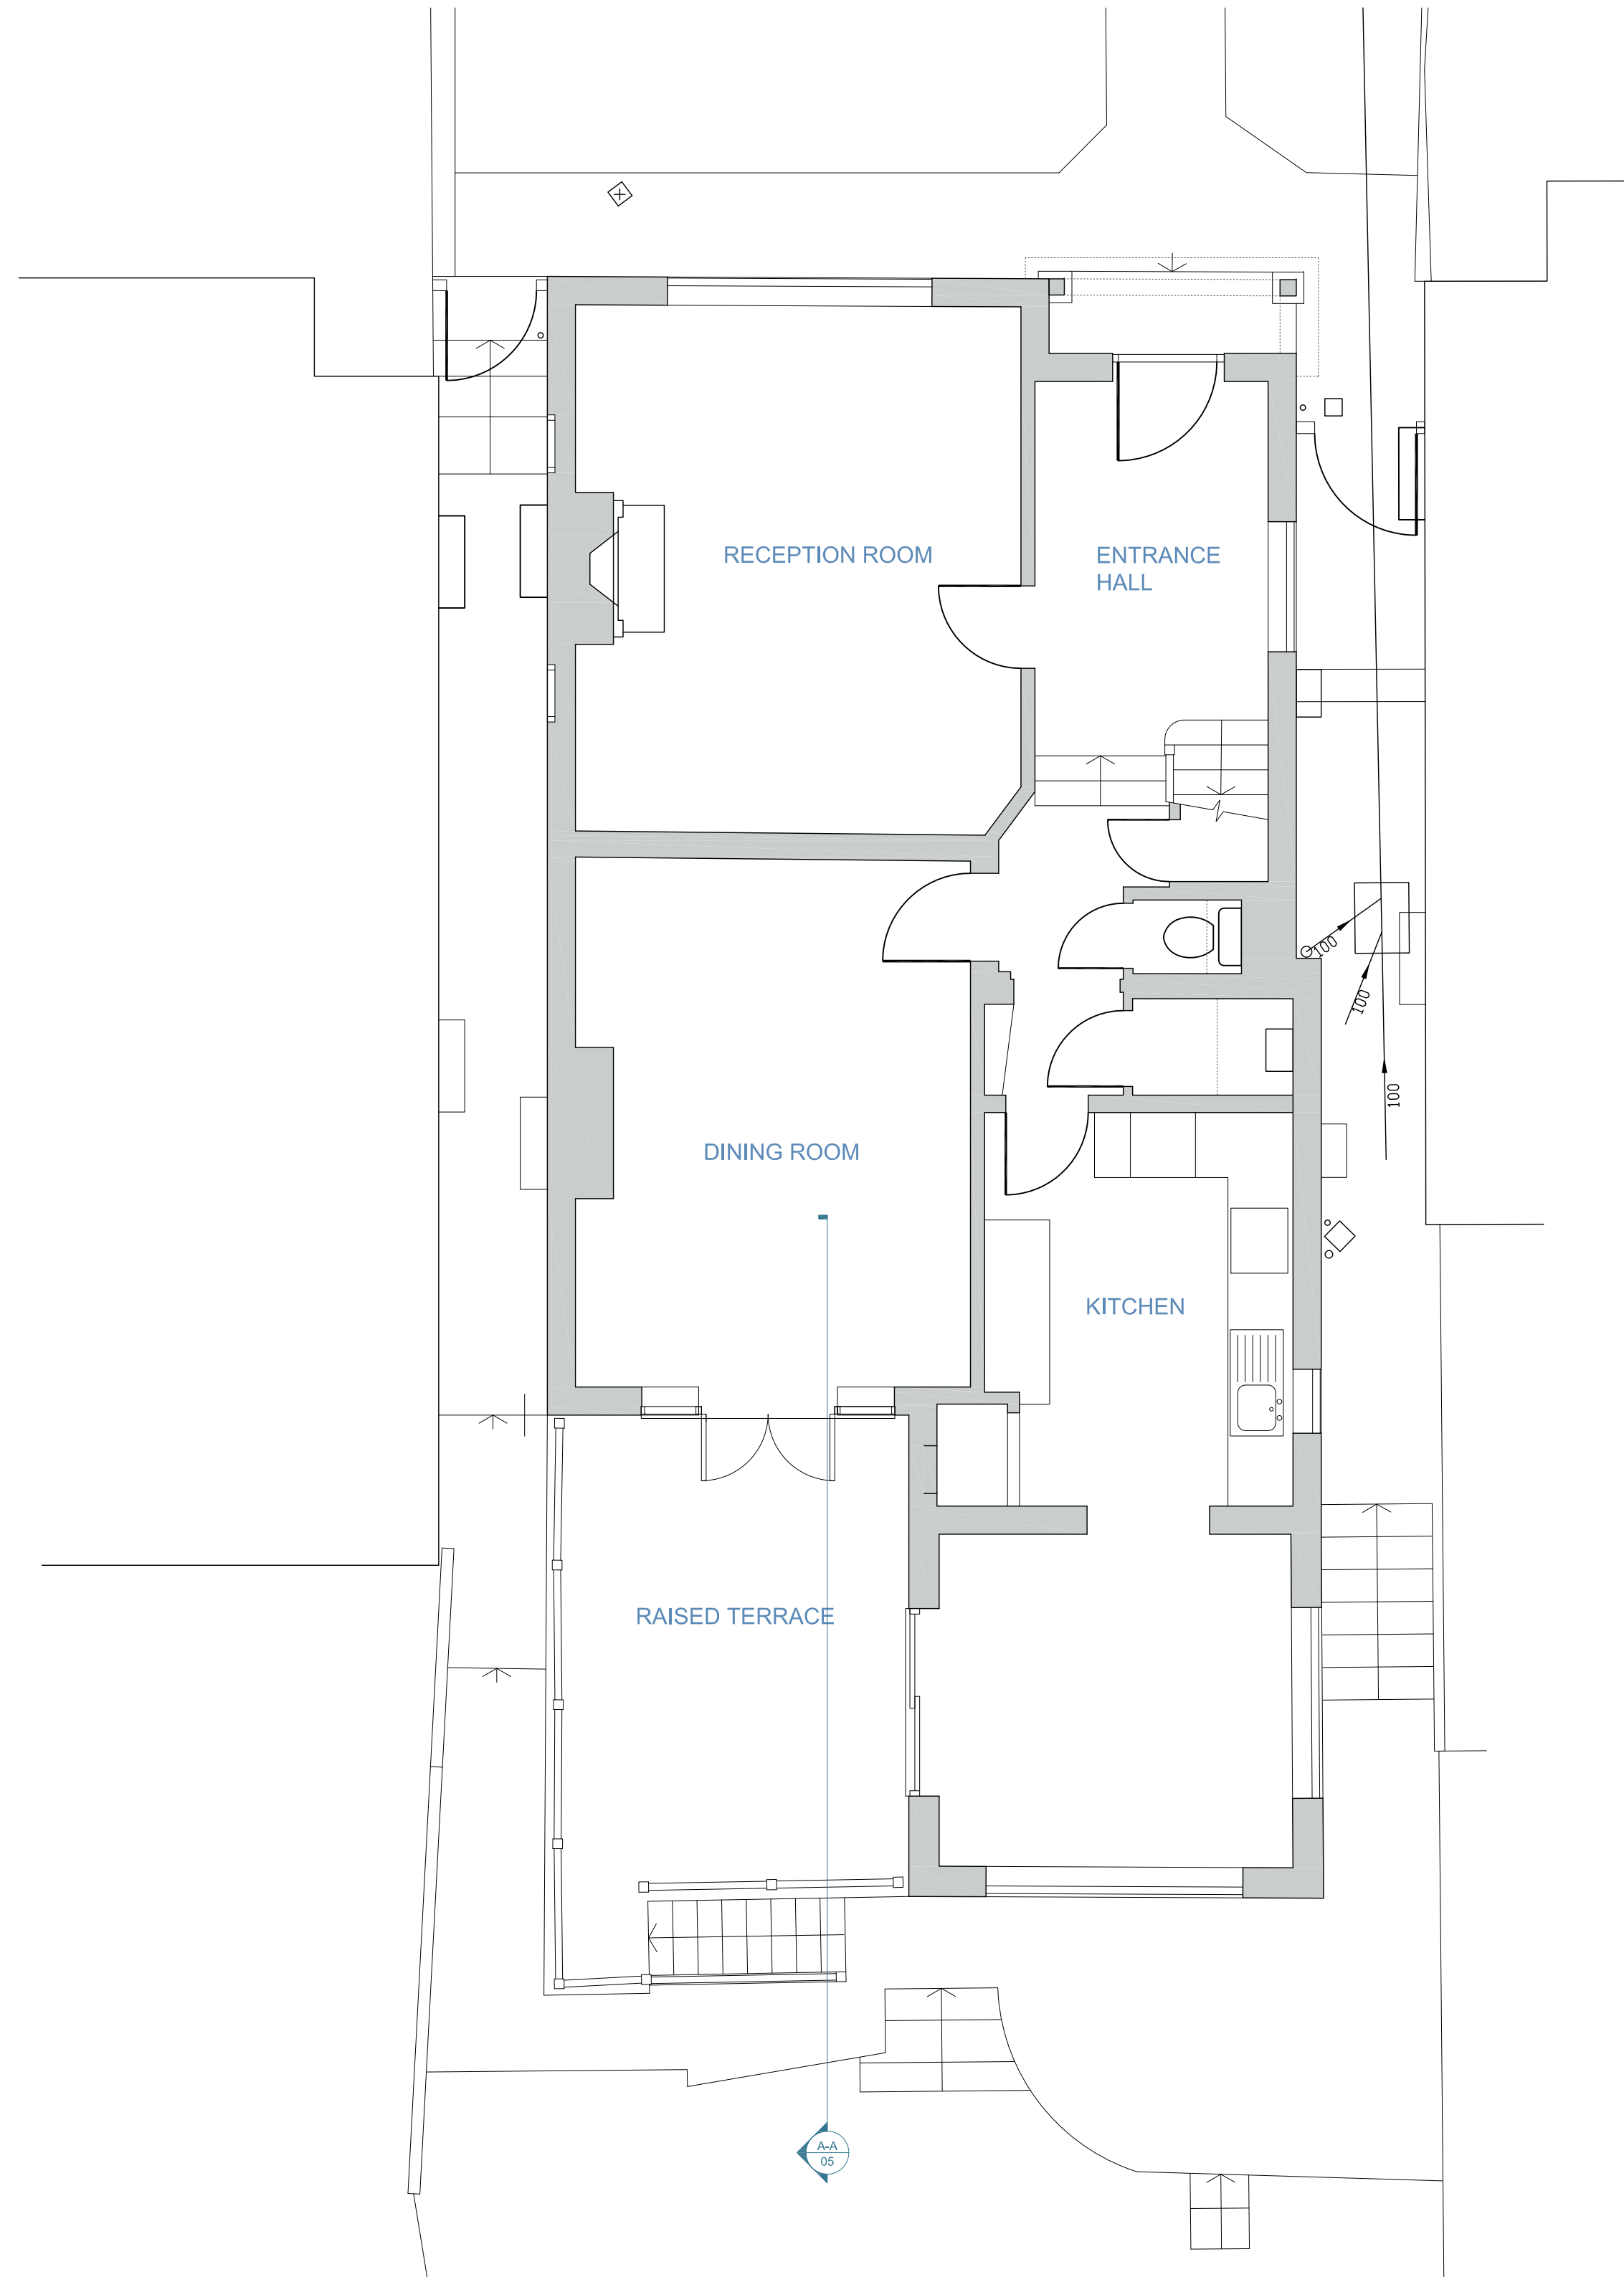 RECEPTION ROOM
ENTRANCE
HALL
100
100
100
DINING ROOM
KITCHEN
RAISED TERRACE
A-A
05